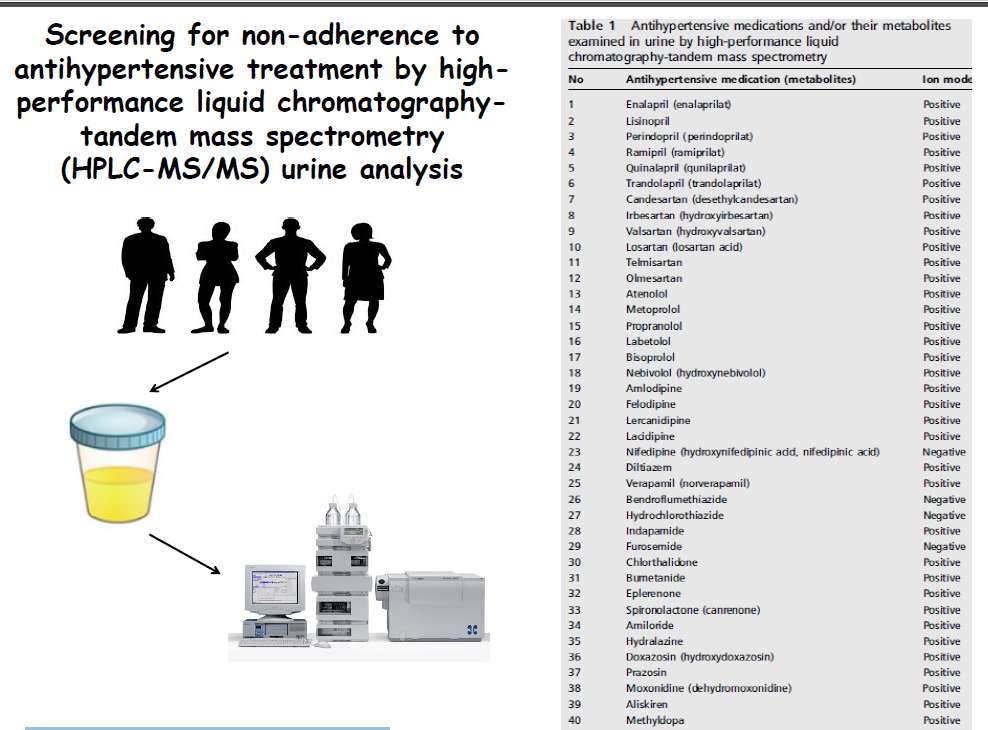 Screening for non-adherence to
antihypertensive treatment by high-
performance liquid chromatography-
tandem mass spectrometry
(HPLC-MS/MS) urine analysis
Table 1 Antihypertensive medications and/or their metabolites
examined in urine by high-performance liquid
chromatography-tandem mass spectrometry
No Antihypertensive medication (metabolites) Ion mode
1 Enalapril (enalaprilat) Positive
2 Lisinopril Positive
3 Perindopril (perindoprilat) Positive
4 Ramipril (ramiprilat) Positive
5 Quinalapril (qunilaprilat) Positive
6 Trandolapril (trandolaprilat) Positive
7 Candesartan (desethylcandesartan) Positive
8 Irbesartan (hydroxyirbesartan) Positive
9 Valsartan (hydroxyvalsartan) Positive
10 Losartan (losartan acid) Positive
11 Telmisartan Positive
12 Olmesartan Positive
13 Atenolol Positive
14 Metoprolol Positive
15 Propranolol Positive
16 Labetolol Positive
17 Bisoprolol Positive
18 Nebivolol (hydroxynebivolol) Positive
19 Amlodipine Positive
20 Felodipine Positive
21 Lercanidipine Positive
22 Lacidipine Positive
23 Nifedipine (hydroxynifedipinic acid, nifedipinic acid) Negative
24 Diltiazem Positive
25 Verapamil (norverapamil) Positive
26 Bendroflumethiazide Negative
27 Hydrochlorothiazide Negative
28 Indapamide Positive
29 Furosemide Negative
30 Chlorthalidone Positive
31 Bumetanide Positive
32 Eplerenone Positive
33 Spironolactone (canrenone) Positive
34 Amiloride Positive
35 Hydralazine Positive
36 Doxazosin (hydroxydoxazosin) Positive
37 Prazosin Positive
38 Moxonidine (dehydromoxonidine) Positive
39 Aliskiren Positive
40 Methyldopa Positive